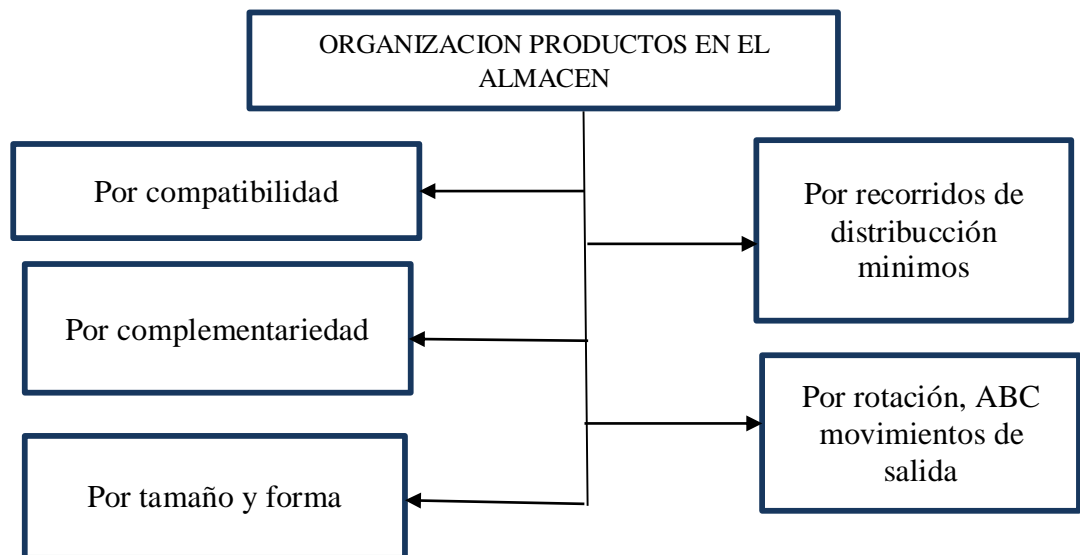 ORGANIZACION PRODUCTOS EN EL
ALMACEN
Por compatibilidad
Por complementariedad
Por tamaño y forma
Por recorridos de
distribucción
minimos
Por rotación, ABC
movimientos de
salida